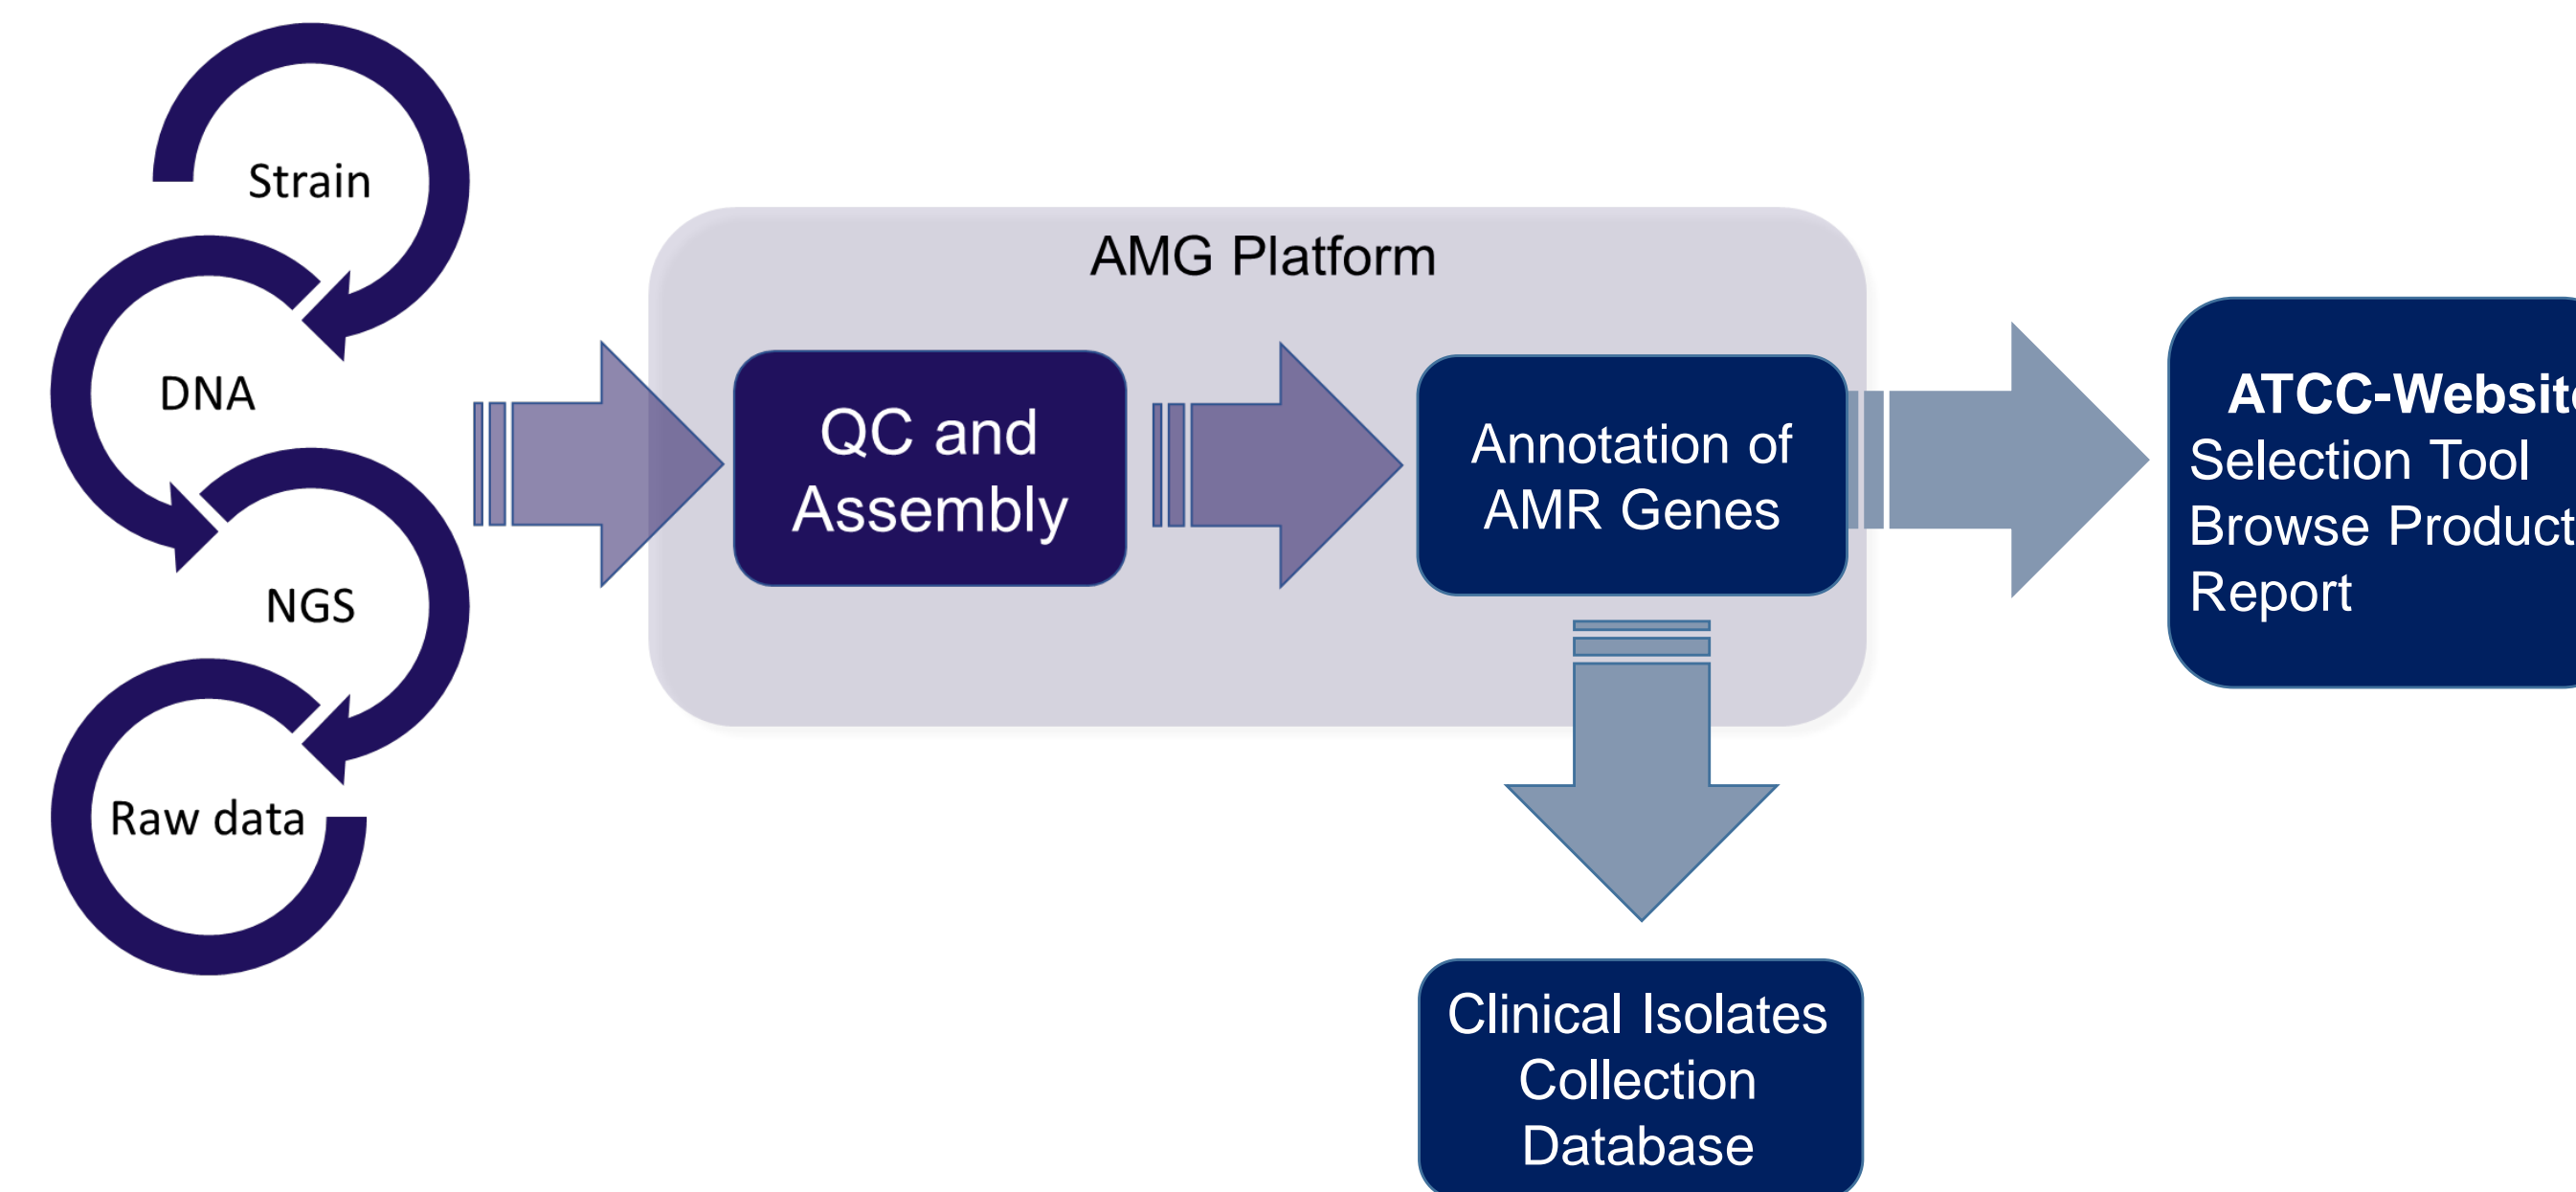 Strain
DNA
NGS
Raw data
AMG Platform
QC and
Assembly
Annotation of
AMR Genes
ATCC-Website
Selection Tool
Browse Product
Report
Clinical Isolates
Collection
Database